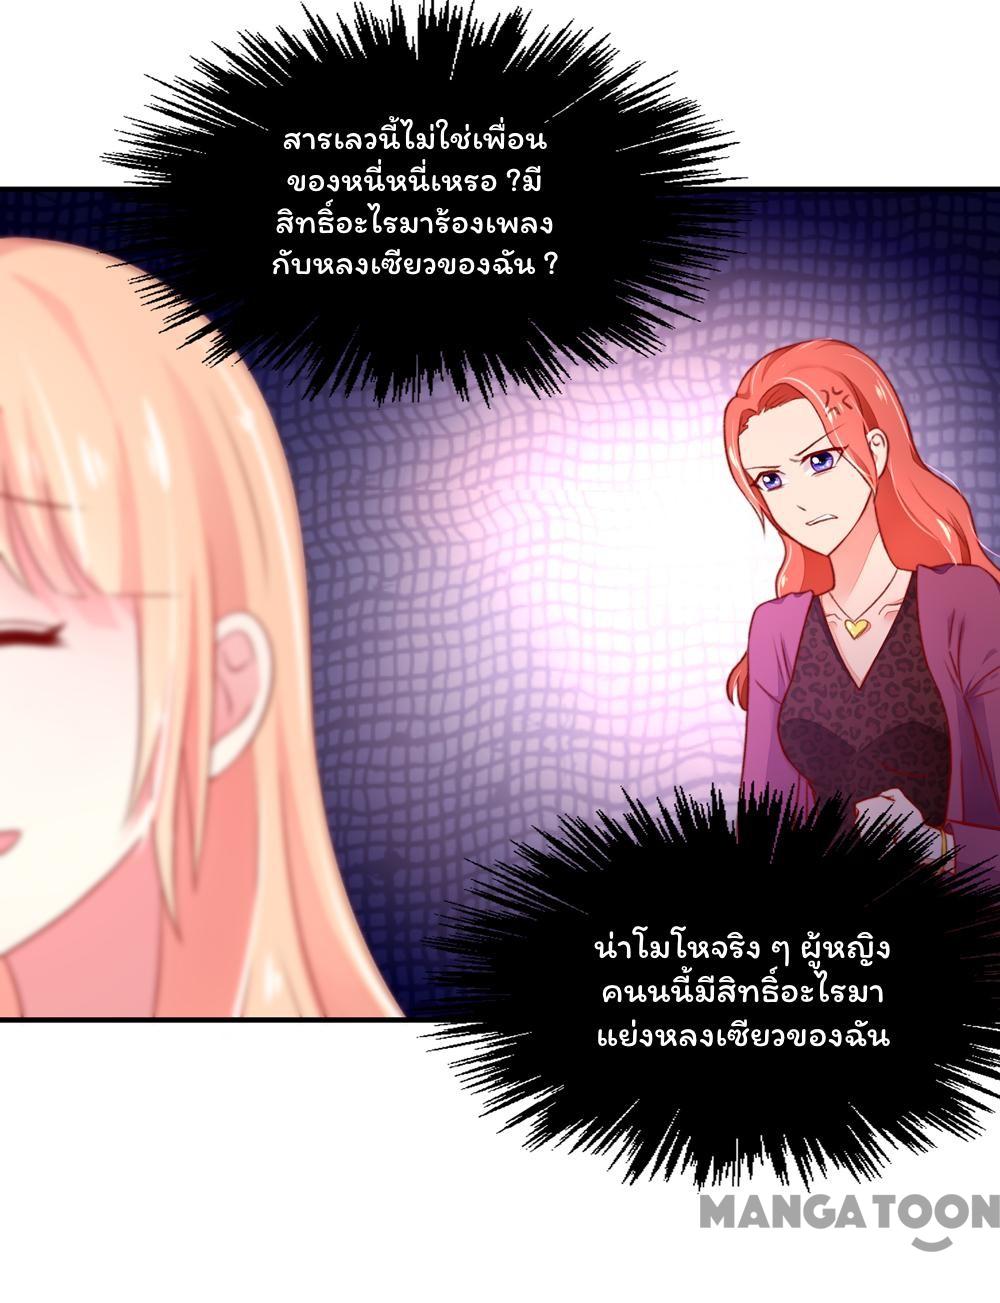 สารเลวนี้ไม่ใช่เพื่อน
ของหนี่หนี่เหรอ ?มี
สิทธิ์อะไรมาร้องเพลง
กับหลงเซียวของฉัน ?
น่าโมโหจริง ๆ ผู้หญิง
คนนนี้มีสิทธิ์อะไรมา
แย่งหลงเซียวของฉัน
MANGATOON